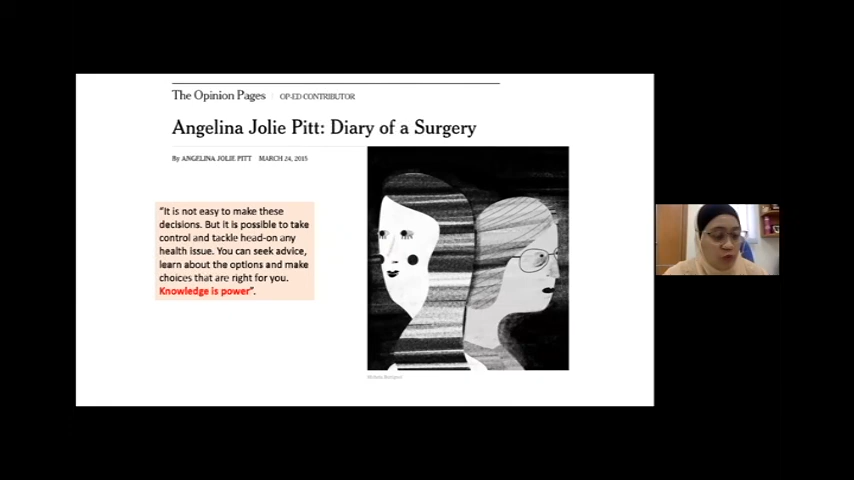 The Opinion Pages / OP-ED CONTRIBUTOR
Angelina Jolie Pitt: Diary of a Surgery
By ANGELINA JOLIE PITT MARCH 24, 2015
"It is not easy to make these
decisions. But it is possible to take
control and tackle head-on any
health issue. You can seek advice,
learn about the options and make
choices that are right for you.
Knowledge is power".